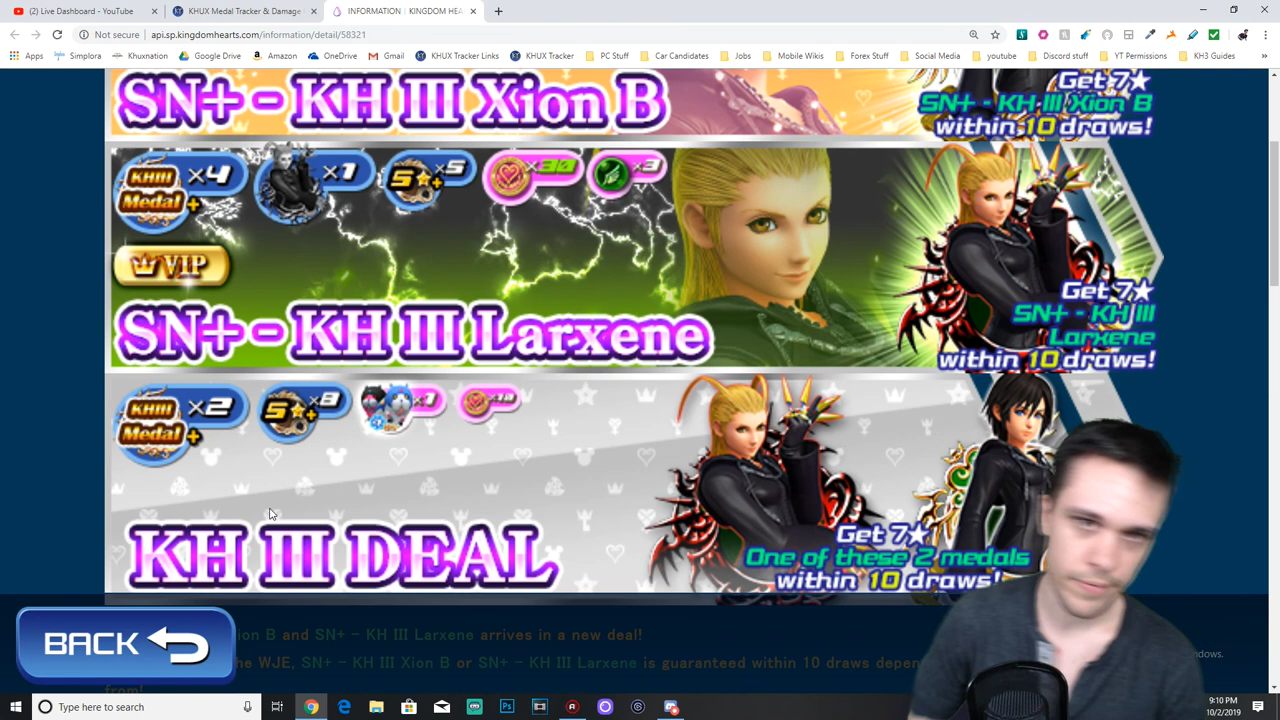 (2) Live Dashboard - YouTube
KHUX Medal Tracker & Damage
INFORMATION | KINGDOM HEA
Not secure | api.sp.kingdomhearts.com/information/detail/58321
Apps Simplora Khuxnation Google Drive Amazon OneDrive Gmail KHUX Tracker Links KHUX Tracker PC Stuff Car Candidates Jobs Mobile Wikis Forex Stuff Social Media youtube Discord stuff YT Permissions KH3 Guides
SN+ - KH III Xion B
Get 7★
SN+ - KH III Xion B
within 10 draws!
KHIII Medal+ ×4
×1
5★+ ×5
×30
×3
VIP
SN+ - KH III Larxene
Get 7★
SN+ - KH III
Larxene
within 10 draws!
KHIII Medal+ ×2
5★+ ×8
×1
×10
KH III DEAL
Get 7★
One of these 2 medals
within 10 draws!
BACK
ion B and SN+ - KH III Larxene arrives in a new deal!
he WJE, SN+ - KH III Xion B or SN+ - KH III Larxene is guaranteed within 10 draws depen
from!
ndows.
Type here to search
9:10 PM
10/2/2019